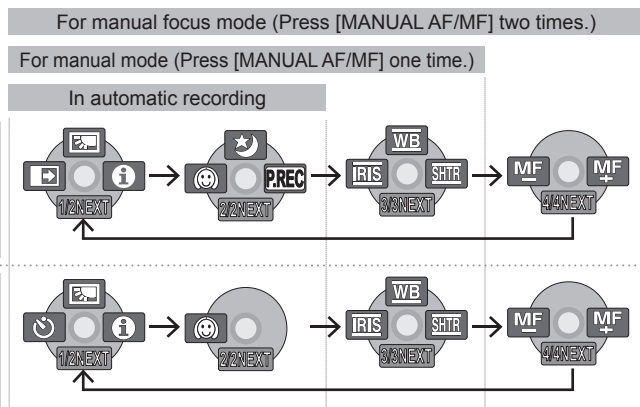 For manual focus mode (Press [MANUAL AF/MF] two times.)
For manual mode (Press [MANUAL AF/MF] one time.)
In automatic recording
WB
P.REC IRIS SHTR MF - MF +
1/2NEXT 2/2NEXT 3/3NEXT 4/4NEXT
WB
IRIS SHTR MF - MF +
1/2NEXT 2/2NEXT 3/3NEXT 4/4NEXT